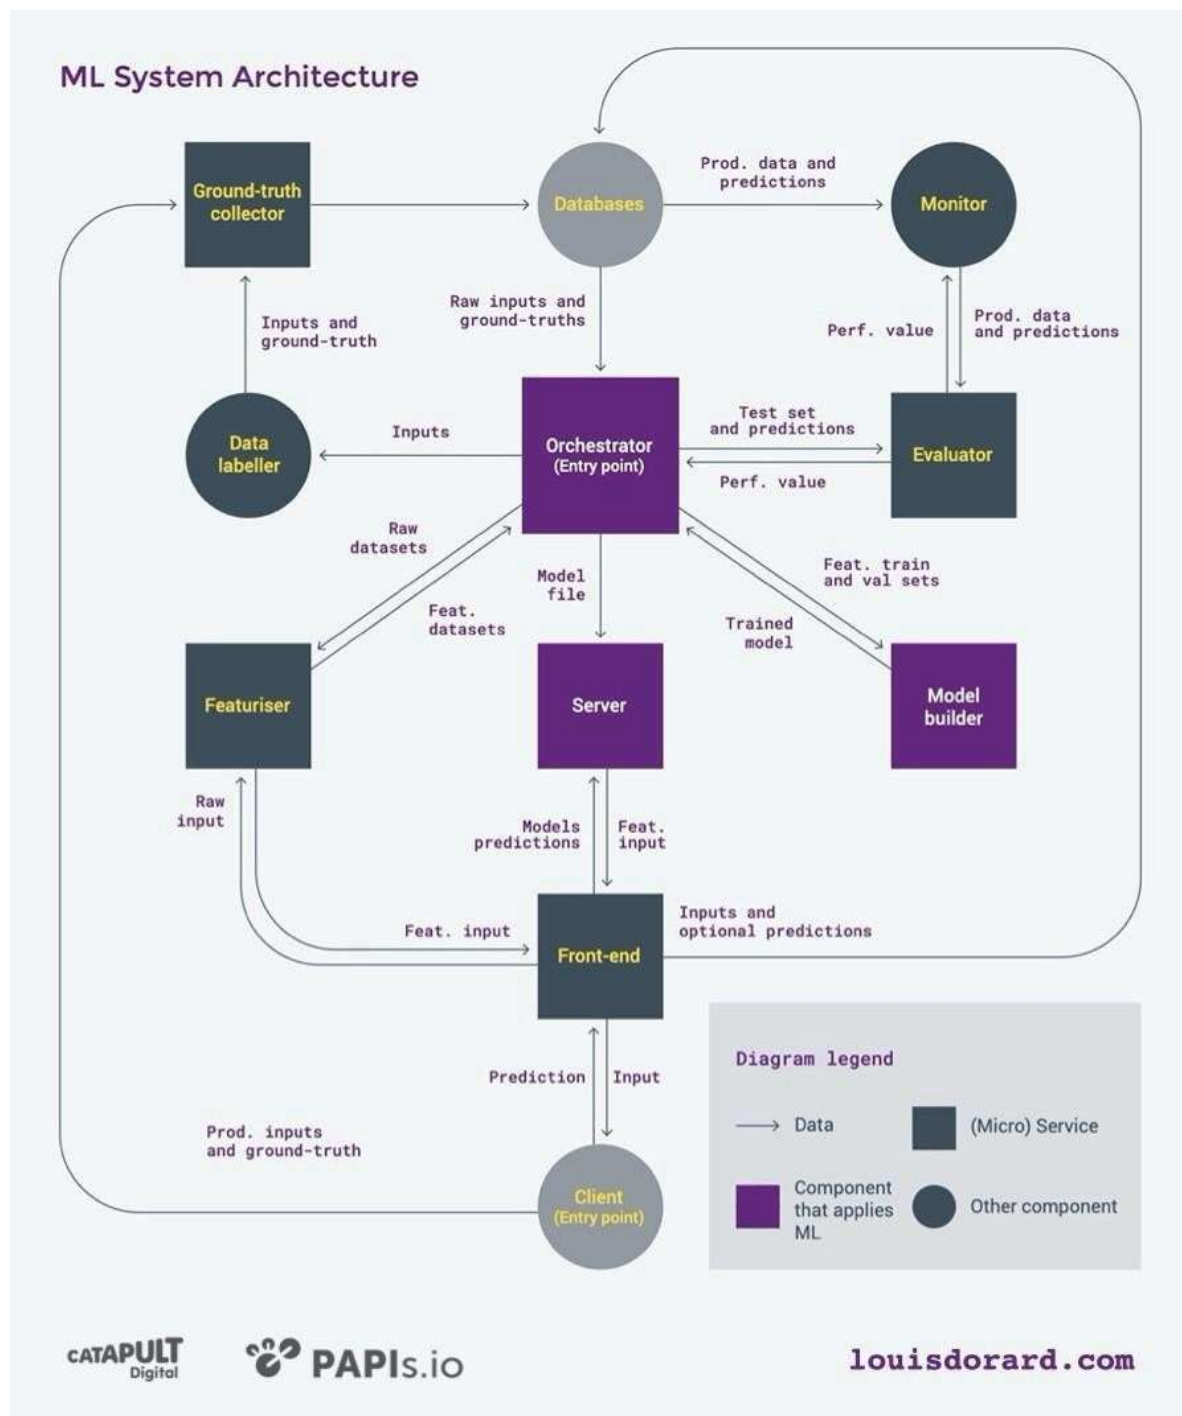 ML System Architecture
Ground-truth
collector
Databases
Prod. data and
predictions
Monitor
Raw inputs and
ground-truths
Inputs and
ground-truth
Perf. value
Prod. data
and predictions
Data
labeller
Inputs
Orchestrator
(Entry point)
Test set
and predictions
Perf. value
Evaluator
Raw
datasets
Feat.
datasets
Model
file
Feat. train
and val sets
Trained
model
Featuriser
Server
Model
builder
Raw
input
Models
predictions
Feat.
input
Feat. input
Front-end
Inputs and
optional predictions
Prediction
Input
Prod. inputs
and ground-truth
Client
(Entry point)
Diagram legend
Data
(Micro) Service
Component
that applies
ML
Other component
CATAPULT
Digital
PAPIs.io
louisdorard.com